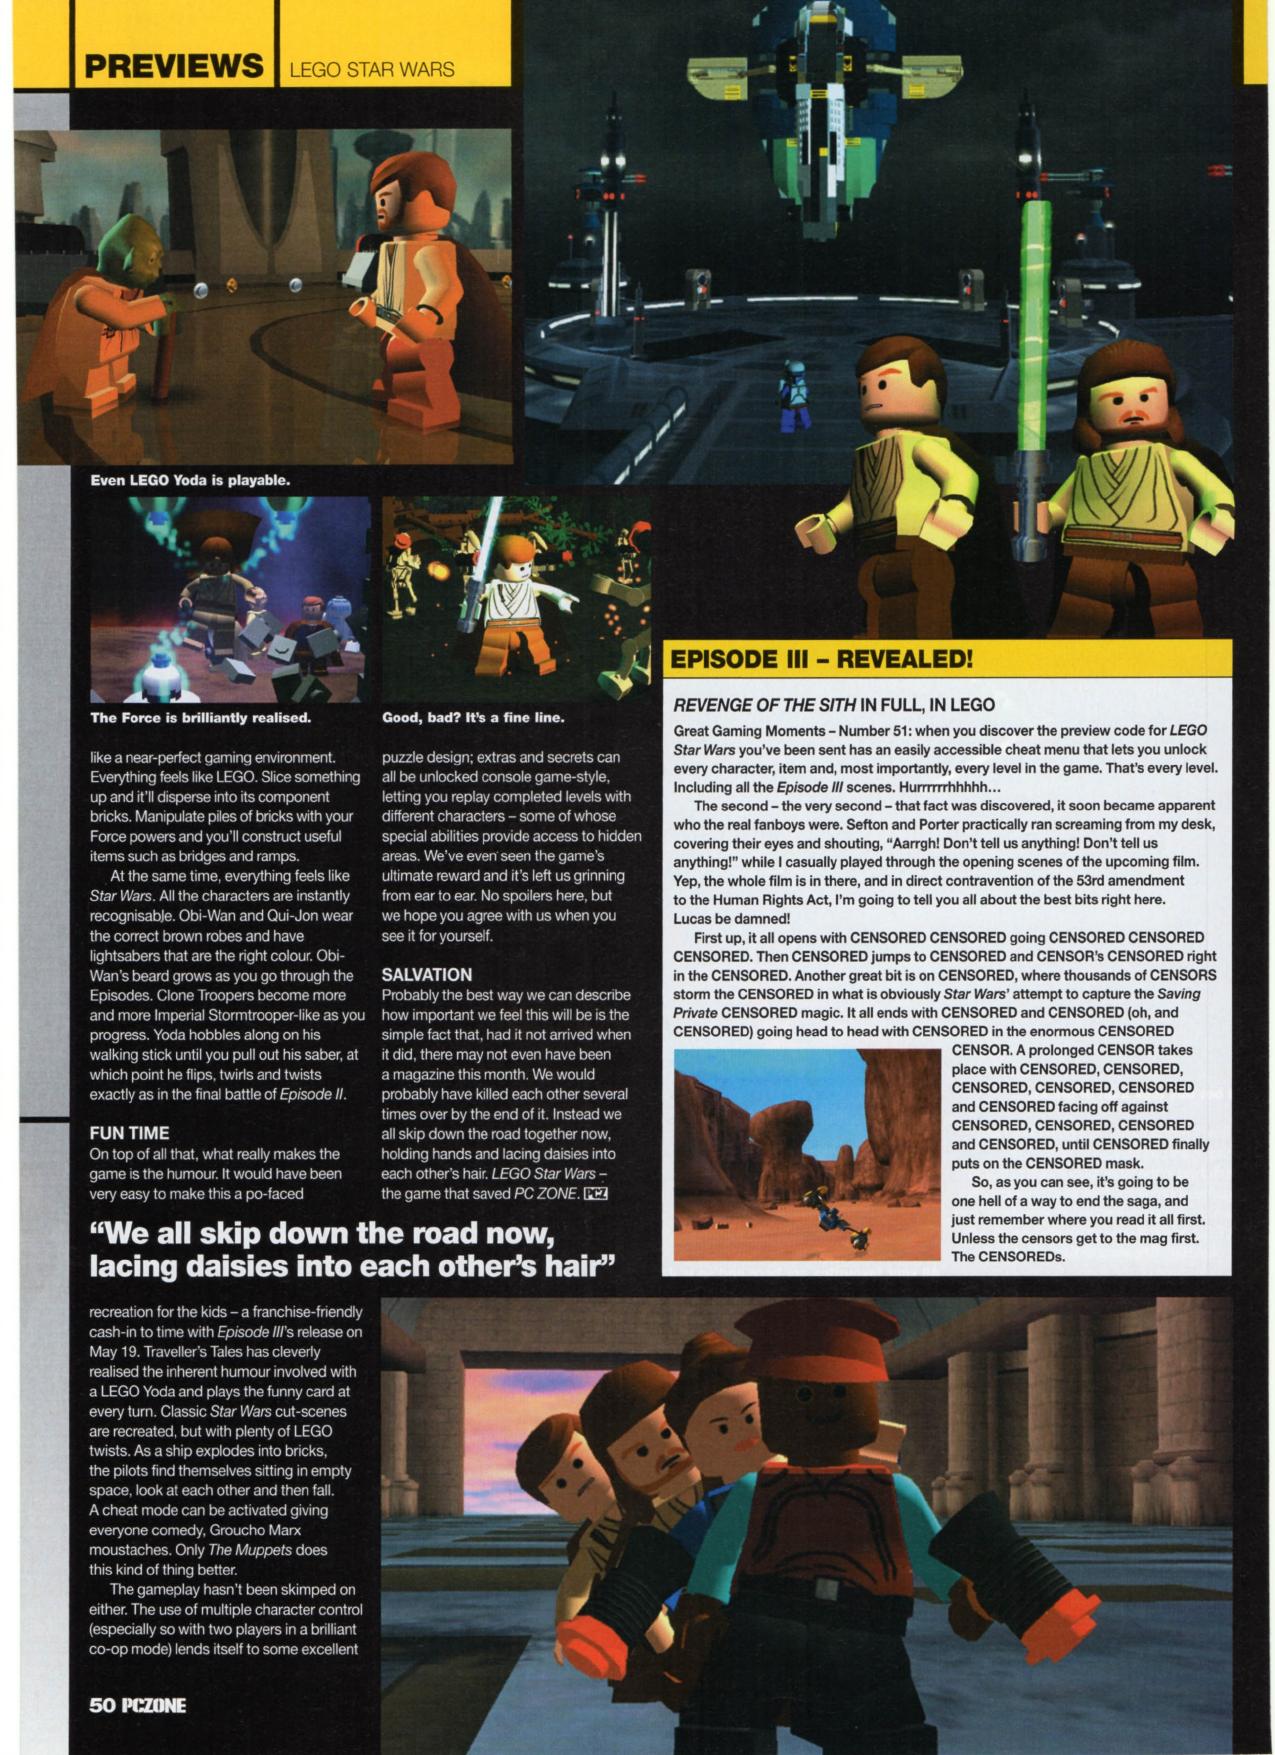 PREVIEWS
LEGO STAR WARS
Even LEGO Yoda is playable.
The Force is brilliantly realised.
Good, bad? It's a fine line.
like a near-perfect gaming environment.
Everything feels like LEGO. Slice something
up and it'll disperse into its component
bricks. Manipulate piles of bricks with your
Force powers and you'll construct useful
items such as bridges and ramps.
At the same time, everything feels like
Star Wars. All the characters are instantly
recognisable. Obi-Wan and Qui-Jon wear
the correct brown robes and have
lightsabers that are the right colour. Obi-
Wan's beard grows as you go through the
Episodes. Clone Troopers become more
and more Imperial Stormtrooper-like as you
progress. Yoda hobbles along on his
walking stick until you pull out his saber, at
which point he flips, twirls and twists
exactly as in the final battle of Episode II.
FUN TIME
On top of all that, what really makes the
game is the humour. It would have been
very easy to make this a po-faced
"We all skip down the road now,
lacing daisies into each other's hair"
recreation for the kids – a franchise-friendly
cash-in to time with Episode III's release on
May 19. Traveller's Tales has cleverly
realised the inherent humour involved with
a LEGO Yoda and plays the funny card at
every turn. Classic Star Wars cut-scenes
are recreated, but with plenty of LEGO
twists. As a ship explodes into bricks,
the pilots find themselves sitting in empty
space, look at each other and then fall.
A cheat mode can be activated giving
everyone comedy, Groucho Marx
moustaches. Only The Muppets does
this kind of thing better.
The gameplay hasn't been skimped on
either. The use of multiple character control
(especially so with two players in a brilliant
co-op mode) lends itself to some excellent
puzzle design; extras and secrets can
all be unlocked console game-style,
letting you replay completed levels with
different characters – some of whose
special abilities provide access to hidden
areas. We've even seen the game's
ultimate reward and it's left us grinning
from ear to ear. No spoilers here, but
we hope you agree with us when you
see it for yourself.
SALVATION
Probably the best way we can describe
how important we feel this will be is the
simple fact that, had it not arrived when
it did, there may not even have been
a magazine this month. We would
probably have killed each other several
times over by the end of it. Instead we
all skip down the road together now,
holding hands and lacing daisies into
each other's hair. LEGO Star Wars –
the game that saved PC ZONE. PCZ
EPISODE III – REVEALED!
REVENGE OF THE SITH IN FULL, IN LEGO
Great Gaming Moments – Number 51: when you discover the preview code for LEGO
Star Wars you've been sent has an easily accessible cheat menu that lets you unlock
every character, item and, most importantly, every level in the game. That's every level.
Including all the Episode III scenes. Hurrrrrrhhhhh...
The second – the very second – that fact was discovered, it soon became apparent
who the real fanboys were. Sefton and Porter practically ran screaming from my desk,
covering their eyes and shouting, "Aarrgh! Don't tell us anything! Don't tell us
anything!" while I casually played through the opening scenes of the upcoming film.
Yep, the whole film is in there, and in direct contravention of the 53rd amendment
to the Human Rights Act, I'm going to tell you all about the best bits right here.
Lucas be damned!
First up, it all opens with CENSORED CENSORED going CENSORED CENSORED
CENSORED. Then CENSORED jumps to CENSORED and CENSOR'S CENSORED right
in the CENSORED. Another great bit is on CENSORED, where thousands of CENSORS
storm the CENSORED in what is obviously Star Wars' attempt to capture the Saving
Private CENSORED magic. It all ends with CENSORED and CENSORED (oh, and
CENSORED) going head to head with CENSORED in the enormous CENSORED
CENSOR. A prolonged CENSOR takes
place with CENSORED, CENSORED,
CENSORED, CENSORED, CENSORED
and CENSORED facing off against
CENSORED, CENSORED, CENSORED
and CENSORED, until CENSORED finally
puts on the CENSORED mask.
So, as you can see, it's going to be
one hell of a way to end the saga, and
just remember where you read it all first.
Unless the censors get to the mag first.
The CENSOREDs.
50 PCZONE